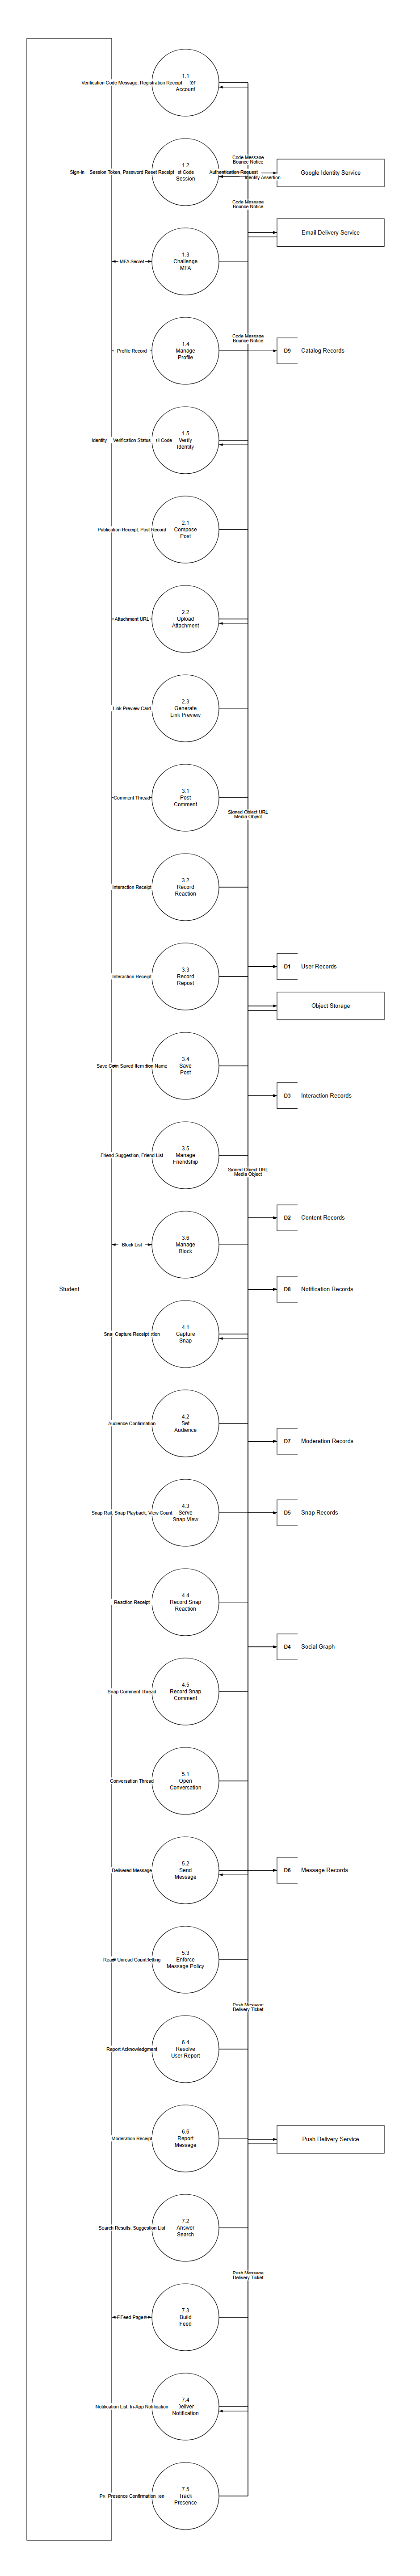 1.1
Account
Verification Code Message, Registration Receipt
Code Message
Bounce Notice
1.2
Session
Sign-in
Session Token, Password Reset Receipt
et Code
Authentication Request
Identity Assertion
Google Identity Service
Code Message
Bounce Notice
Email Delivery Service
1.3
Challenge
MFA
MFA Secret
Code Message
Bounce Notice
1.4
Manage
Profile
Profile Record
D9
Catalog Records
1.5
Verify
Identity
Identity
Verification Status
el Code
2.1
Compose
Post
Publication Receipt, Post Record
2.2
Upload
Attachment
Attachment URL
2.3
Generate
Link Preview
Link Preview Card
3.1
Post
Comment
Comment Thread
Signed Object URL
Media Object
3.2
Record
Reaction
Interaction Receipt
3.3
Record
Repost
Interaction Receipt
D1
User Records
Object Storage
3.4
Save
Post
Saved Item
Name
D3
Interaction Records
3.5
Manage
Friendship
Friend Suggestion, Friend List
Signed Object URL
Media Object
3.6
Manage
Block
Block List
D2
Content Records
Student
D8
Notification Records
4.1
Capture
Snap
Capture Receipt
4.2
Set
Audience
Audience Confirmation
D7
Moderation Records
4.3
Serve
Snap View
Snap Rail, Snap Playback, View Count
D5
Snap Records
4.4
Record Snap
Reaction
Reaction Receipt
D4
Social Graph
4.5
Record Snap
Comment
Snap Comment Thread
5.1
Open
Conversation
Conversation Thread
5.2
Send
Message
Delivered Message
D6
Message Records
5.3
Enforce
Message Policy
Unread Count
Push Message
Delivery Ticket
6.4
Resolve
User Report
Report Acknowledgment
6.6
Report
Message
Moderation Receipt
Push Delivery Service
7.2
Answer
Search
Search Results, Suggestion List
Push Message
Delivery Ticket
7.3
Build
Feed
Feed Page
7.4
Deliver
Notification
Notification List, In-App Notification
7.5
Track
Presence
Presence Confirmation